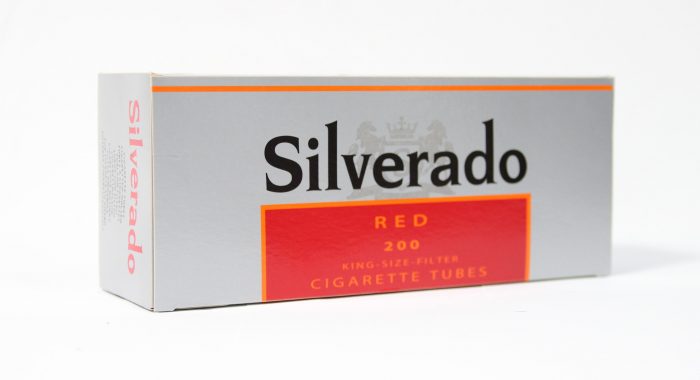 Silverado
Silverado
RED
200
KING-SIZE-FILTER
CIGARETTE TUBES